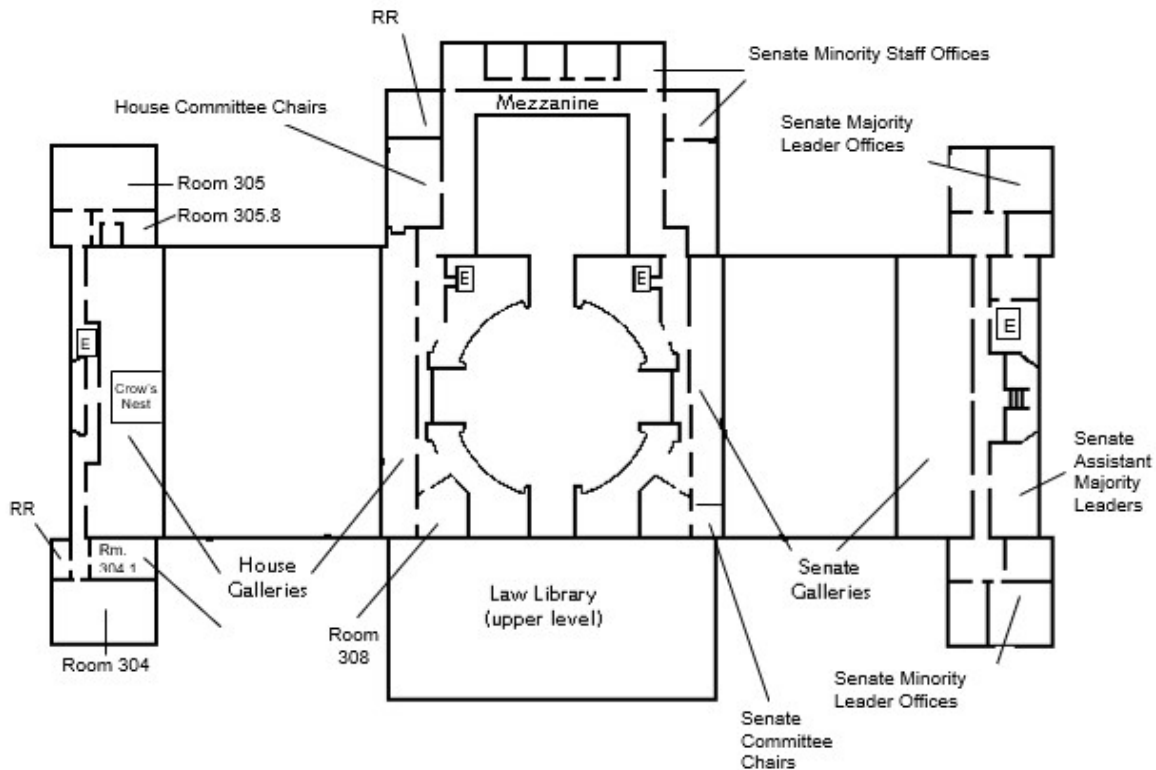 RR
Senate Minority Staff Offices
House Committee Chairs
Mezzanine
Senate Majority
Leader Offices
Room 305
Room 305.8
E
E
E
E
Crow's
Nest
Senate
Assistant
Majority
Leaders
RR
Rm.
304.1
House
Galleries
Law Library
(upper level)
Senate
Galleries
Room
308
Room 304
Senate Minority
Leader Offices
Senate
Committee
Chairs